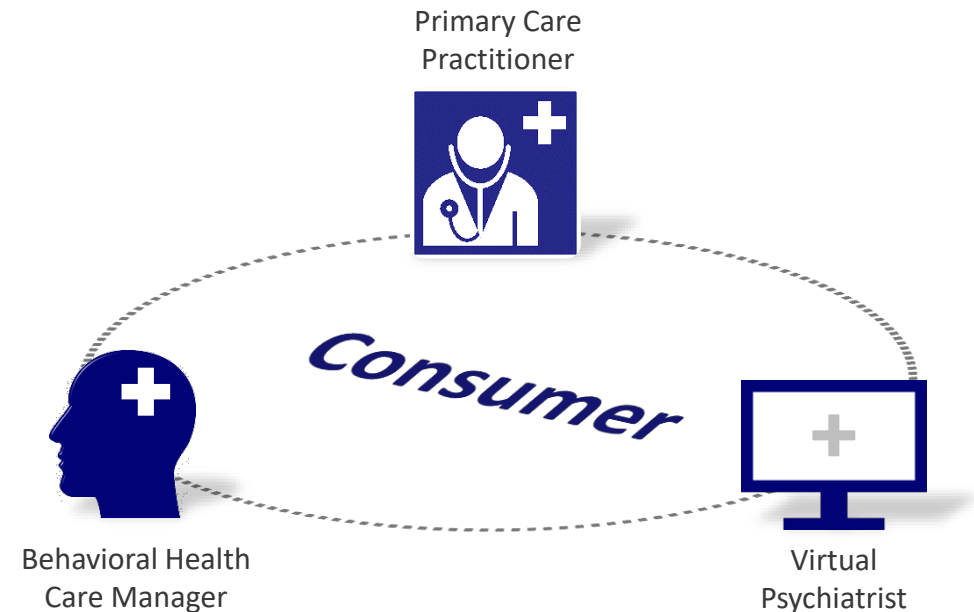 Primary Care
Practitioner
Consumer
Behavioral Health
Care Manager
Virtual
Psychiatrist